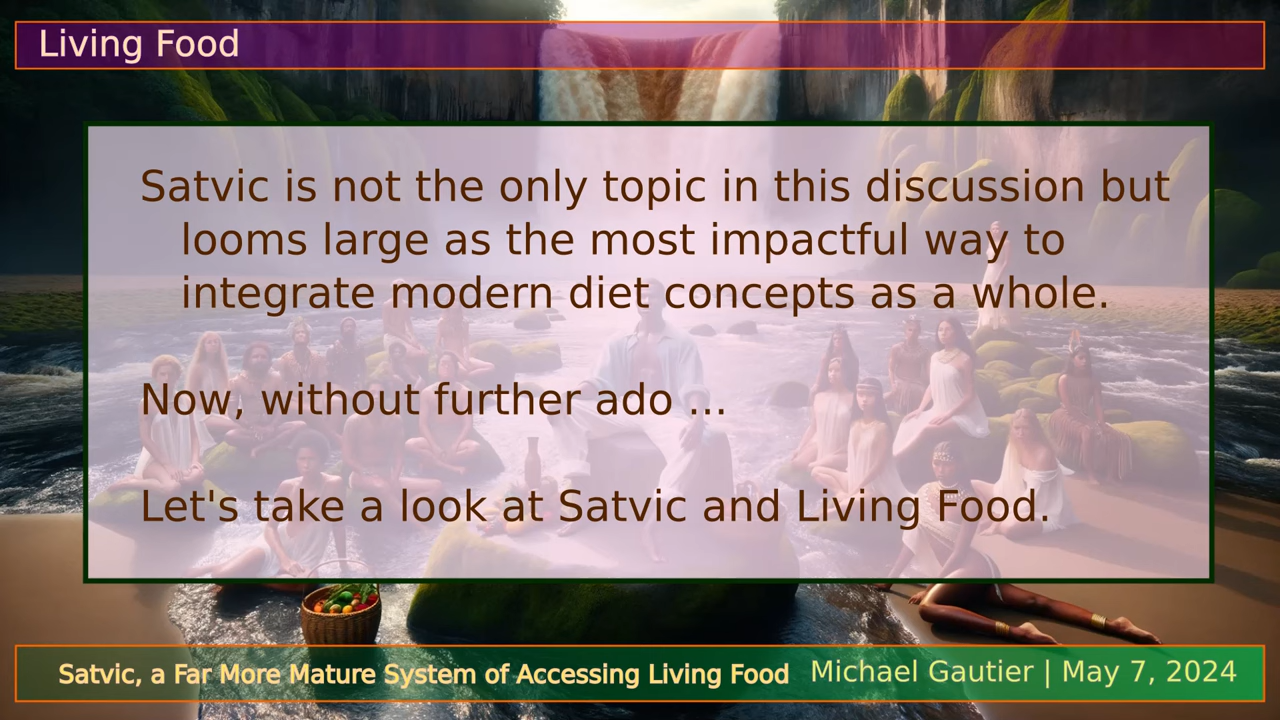 Living Food
Satvic is not the only topic in this discussion but
looms large as the most impactful way to
integrate modern diet concepts as a whole.
Now, without further ado ...
Let's take a look at Satvic and Living Food.
Satvic, a Far More Mature System of Accessing Living Food
Michael Gautier | May 7, 2024